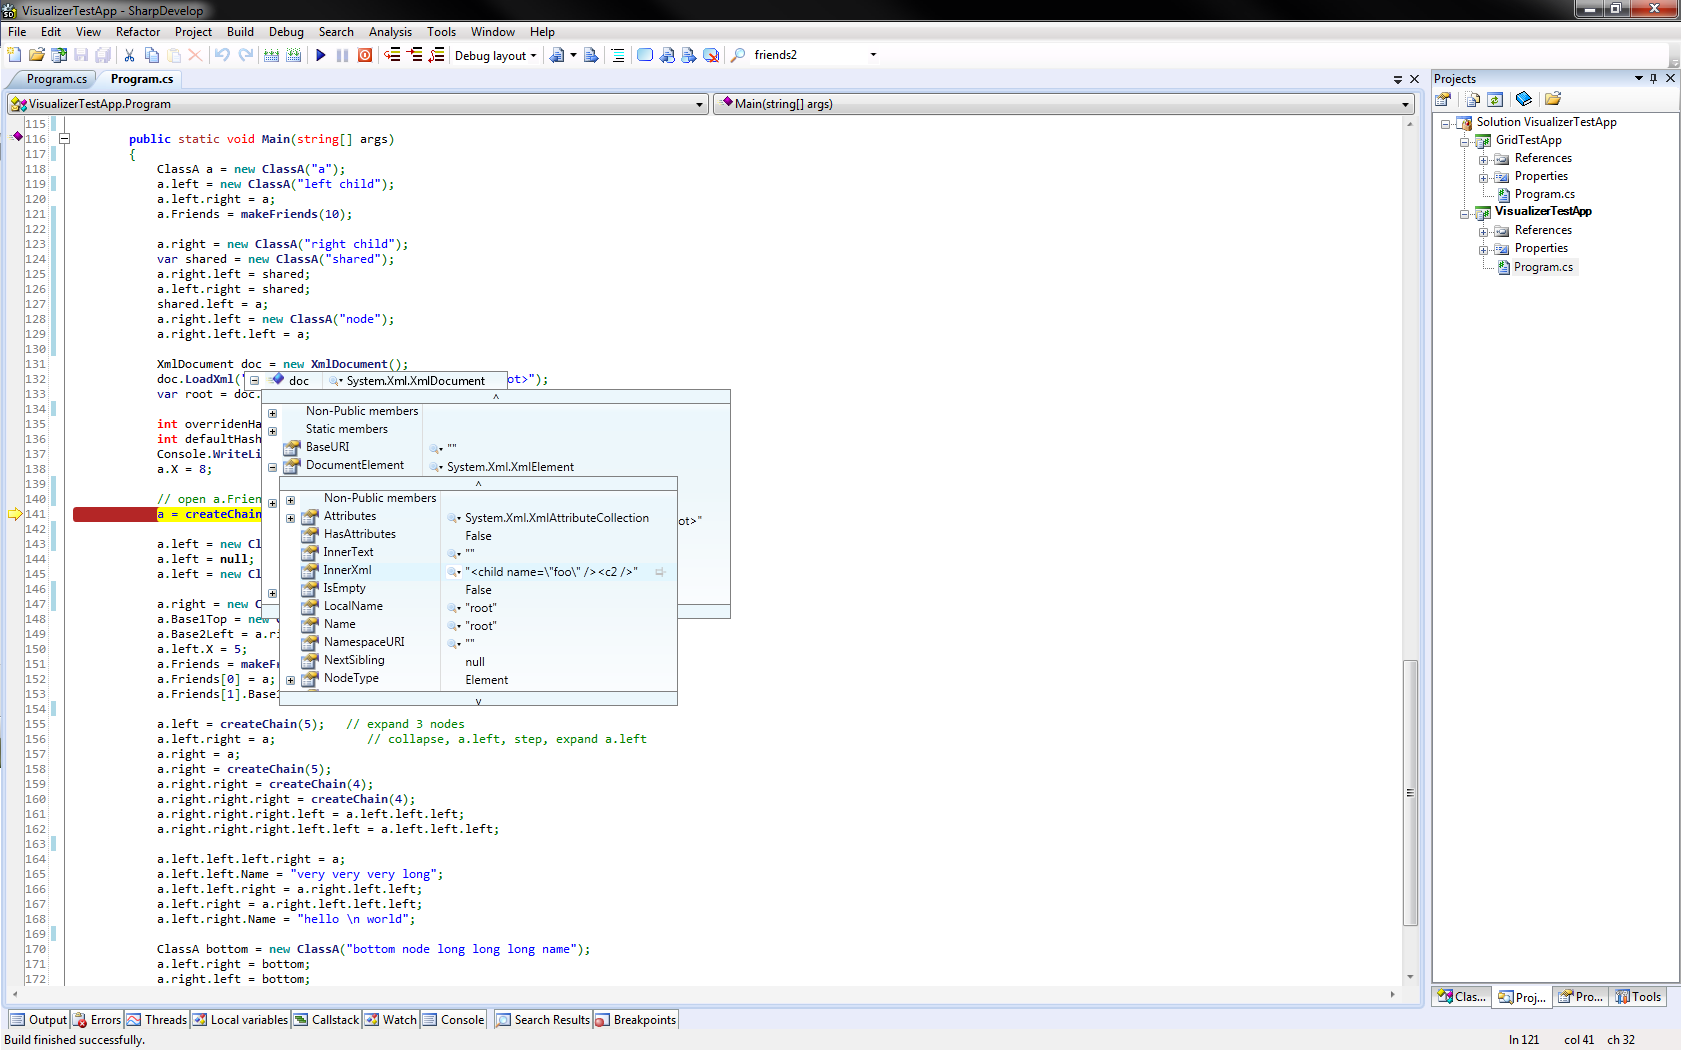 VisualizerTestApp - SharpDevelop
File Edit View Refactor Project Build Debug Search Analysis Tools Window Help
Debug layout friends2
Program.cs Program.cs
VisualizerTestApp.Program Main(string[] args)
115
116 public static void Main(string[] args)
117 {
118 ClassA a = new ClassA("a");
119 a.left = new ClassA("left child");
120 a.left.right = a;
121 a.Friends = makeFriends(10);
122
123 a.right = new ClassA("right child");
124 var shared = new ClassA("shared");
125 a.right.left = shared;
126 a.left.right = shared;
127 shared.left = a;
128 a.right.left = new ClassA("node");
129 a.right.left.left = a;
130
131 XmlDocument doc = new XmlDocument();
132 doc.LoadXml(" ot>");
133 var root = doc.
134
135 int overridenHa
136 int defaultHash
137 Console.WriteLi
138 a.X = 8;
139
140 // open a.Frien
141 a = createChain
142
143 a.left = new Cl
144 a.left = null;
145 a.left = new Cl
146
147 a.right = new C
148 a.Base1Top = new
149 a.Base2Left = a.ri
150 a.left.X = 5;
151 a.Friends = makeF
152 a.Friends[0] = a;
153 a.Friends[1].Base
154
155 a.left = createChain(5); // expand 3 nodes
156 a.left.right = a; // collapse, a.left, step, expand a.left
157 a.right = a;
158 a.right = createChain(5);
159 a.right.right = createChain(4);
160 a.right.right.right = createChain(4);
161 a.right.right.right.left = a.left.left.left;
162 a.right.right.right.left.left = a.left.left.left;
163
164 a.left.left.left.right = a;
165 a.left.left.Name = "very very very long";
166 a.left.left.right = a.right.left.left;
167 a.left.right = a.right.left.left.left;
168 a.left.right.Name = "hello \n world";
169
170 ClassA bottom = new ClassA("bottom node long long long name");
171 a.left.right = bottom;
172 a.right.left = bottom;
doc System.Xml.XmlDocument
Non-Public members
Static members
BaseURI ""
DocumentElement System.Xml.XmlElement
ot>"
Non-Public members
Attributes System.Xml.XmlAttributeCollection
HasAttributes False
InnerText ""
InnerXml "<child name=\"foo\" /><c2 />"
IsEmpty False
LocalName "root"
Name "root"
NamespaceURI ""
NextSibling null
NodeType Element
Projects
Solution VisualizerTestApp
GridTestApp
References
Properties
Program.cs
VisualizerTestApp
References
Properties
Program.cs
Clas... Proj... Pro... Tools
Output Errors Threads Local variables Callstack Watch Console Search Results Breakpoints
Build finished successfully. ln 121 col 41 ch 32